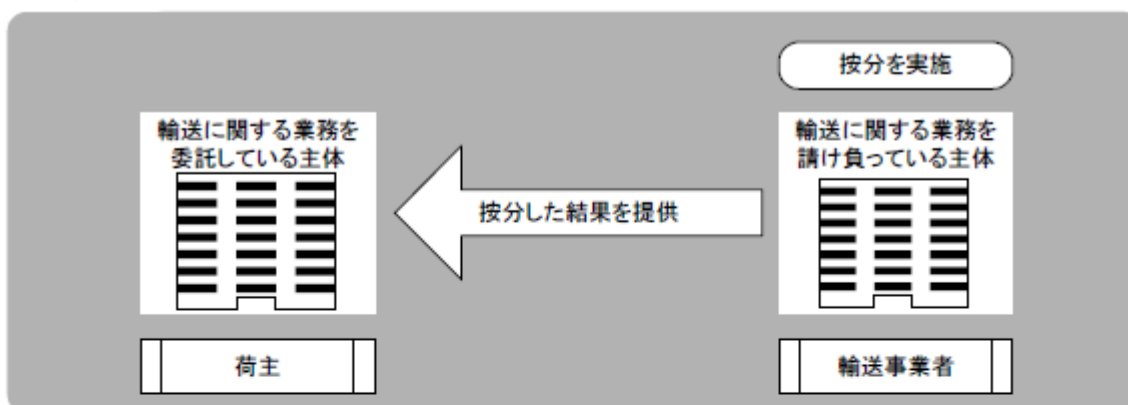 按分を実施
輸送に関する業務を
委託している主体
輸送に関する業務を
請け負っている主体
按分した結果を提供
荷主
輸送事業者